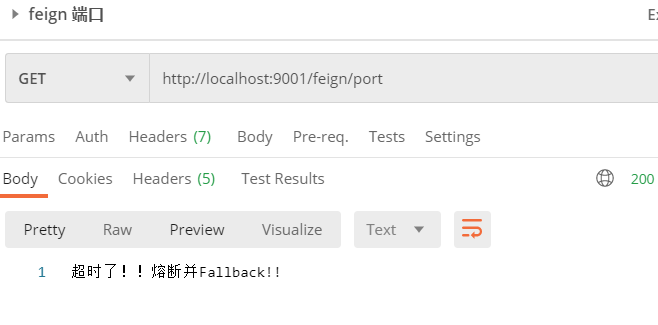 feign 端口
E
GET
http://localhost:9001/feign/port
Params Auth Headers (7) Body Pre-req. Tests Settings
Body Cookies Headers (5) Test Results
200
Pretty Raw Preview Visualize Text
1 超时了！！熔断并Fallback!!